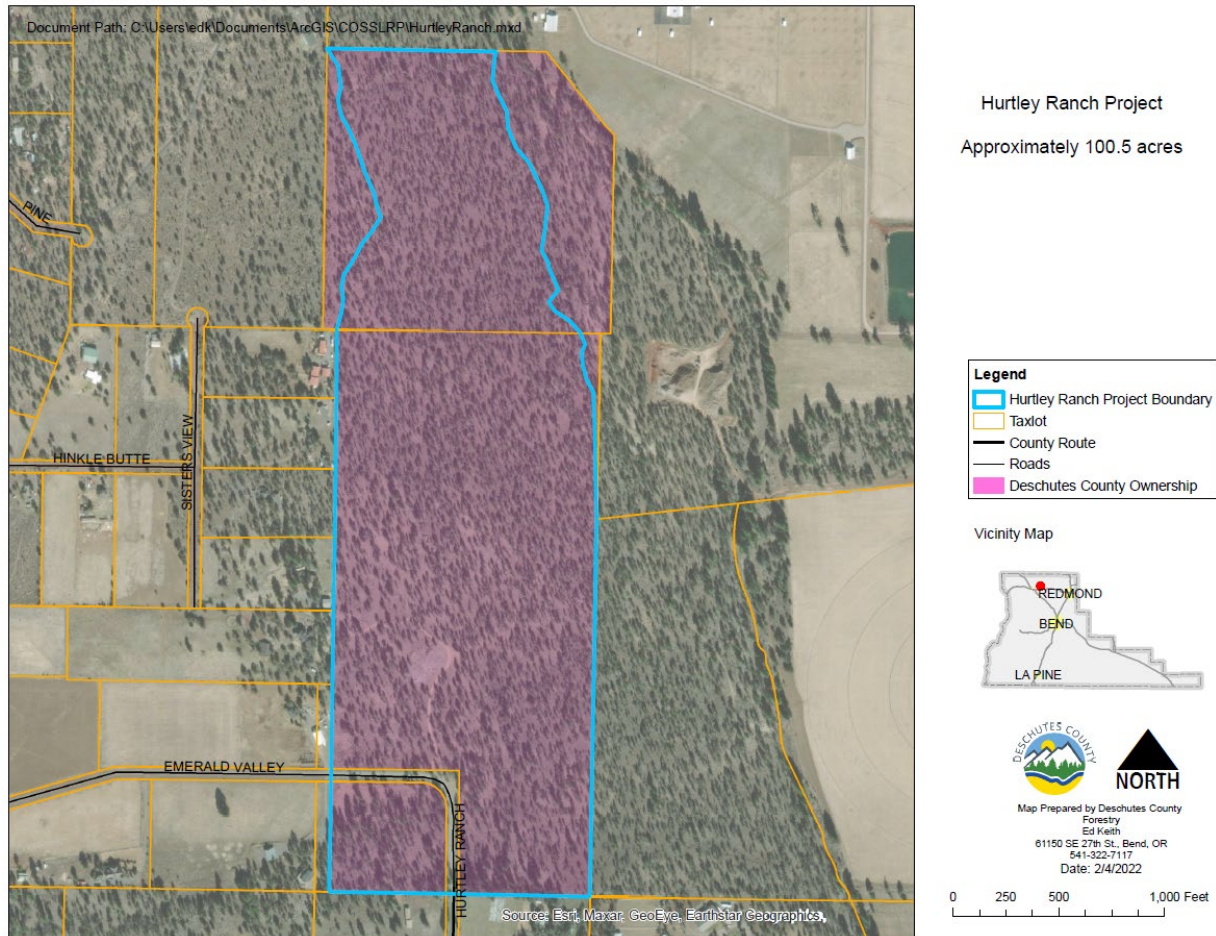 Document Path: C:\Users\edk\Documents\ArcGIS\COSSLRP\HurtleyRanch.mxd
PINE
SISTERS VIEW
HINKLE BUTTE
EMERALD VALLEY
HURTLEY RANCH
Source: Esri, Maxar, GeoEye, Earthstar Geographics,
Hurtley Ranch Project
Approximately 100.5 acres
Legend
Hurtley Ranch Project Boundary
Taxlot
County Route
Roads
Deschutes County Ownership
Vicinity Map
REDMOND
BEND
LA PINE
DESCHUTES COUNTY
NORTH
Map Prepared by Deschutes County
Forestry
Ed Keith
61150 SE 27th St., Bend, OR
541-322-7117
Date: 2/4/2022
0 250 500 1,000 Feet